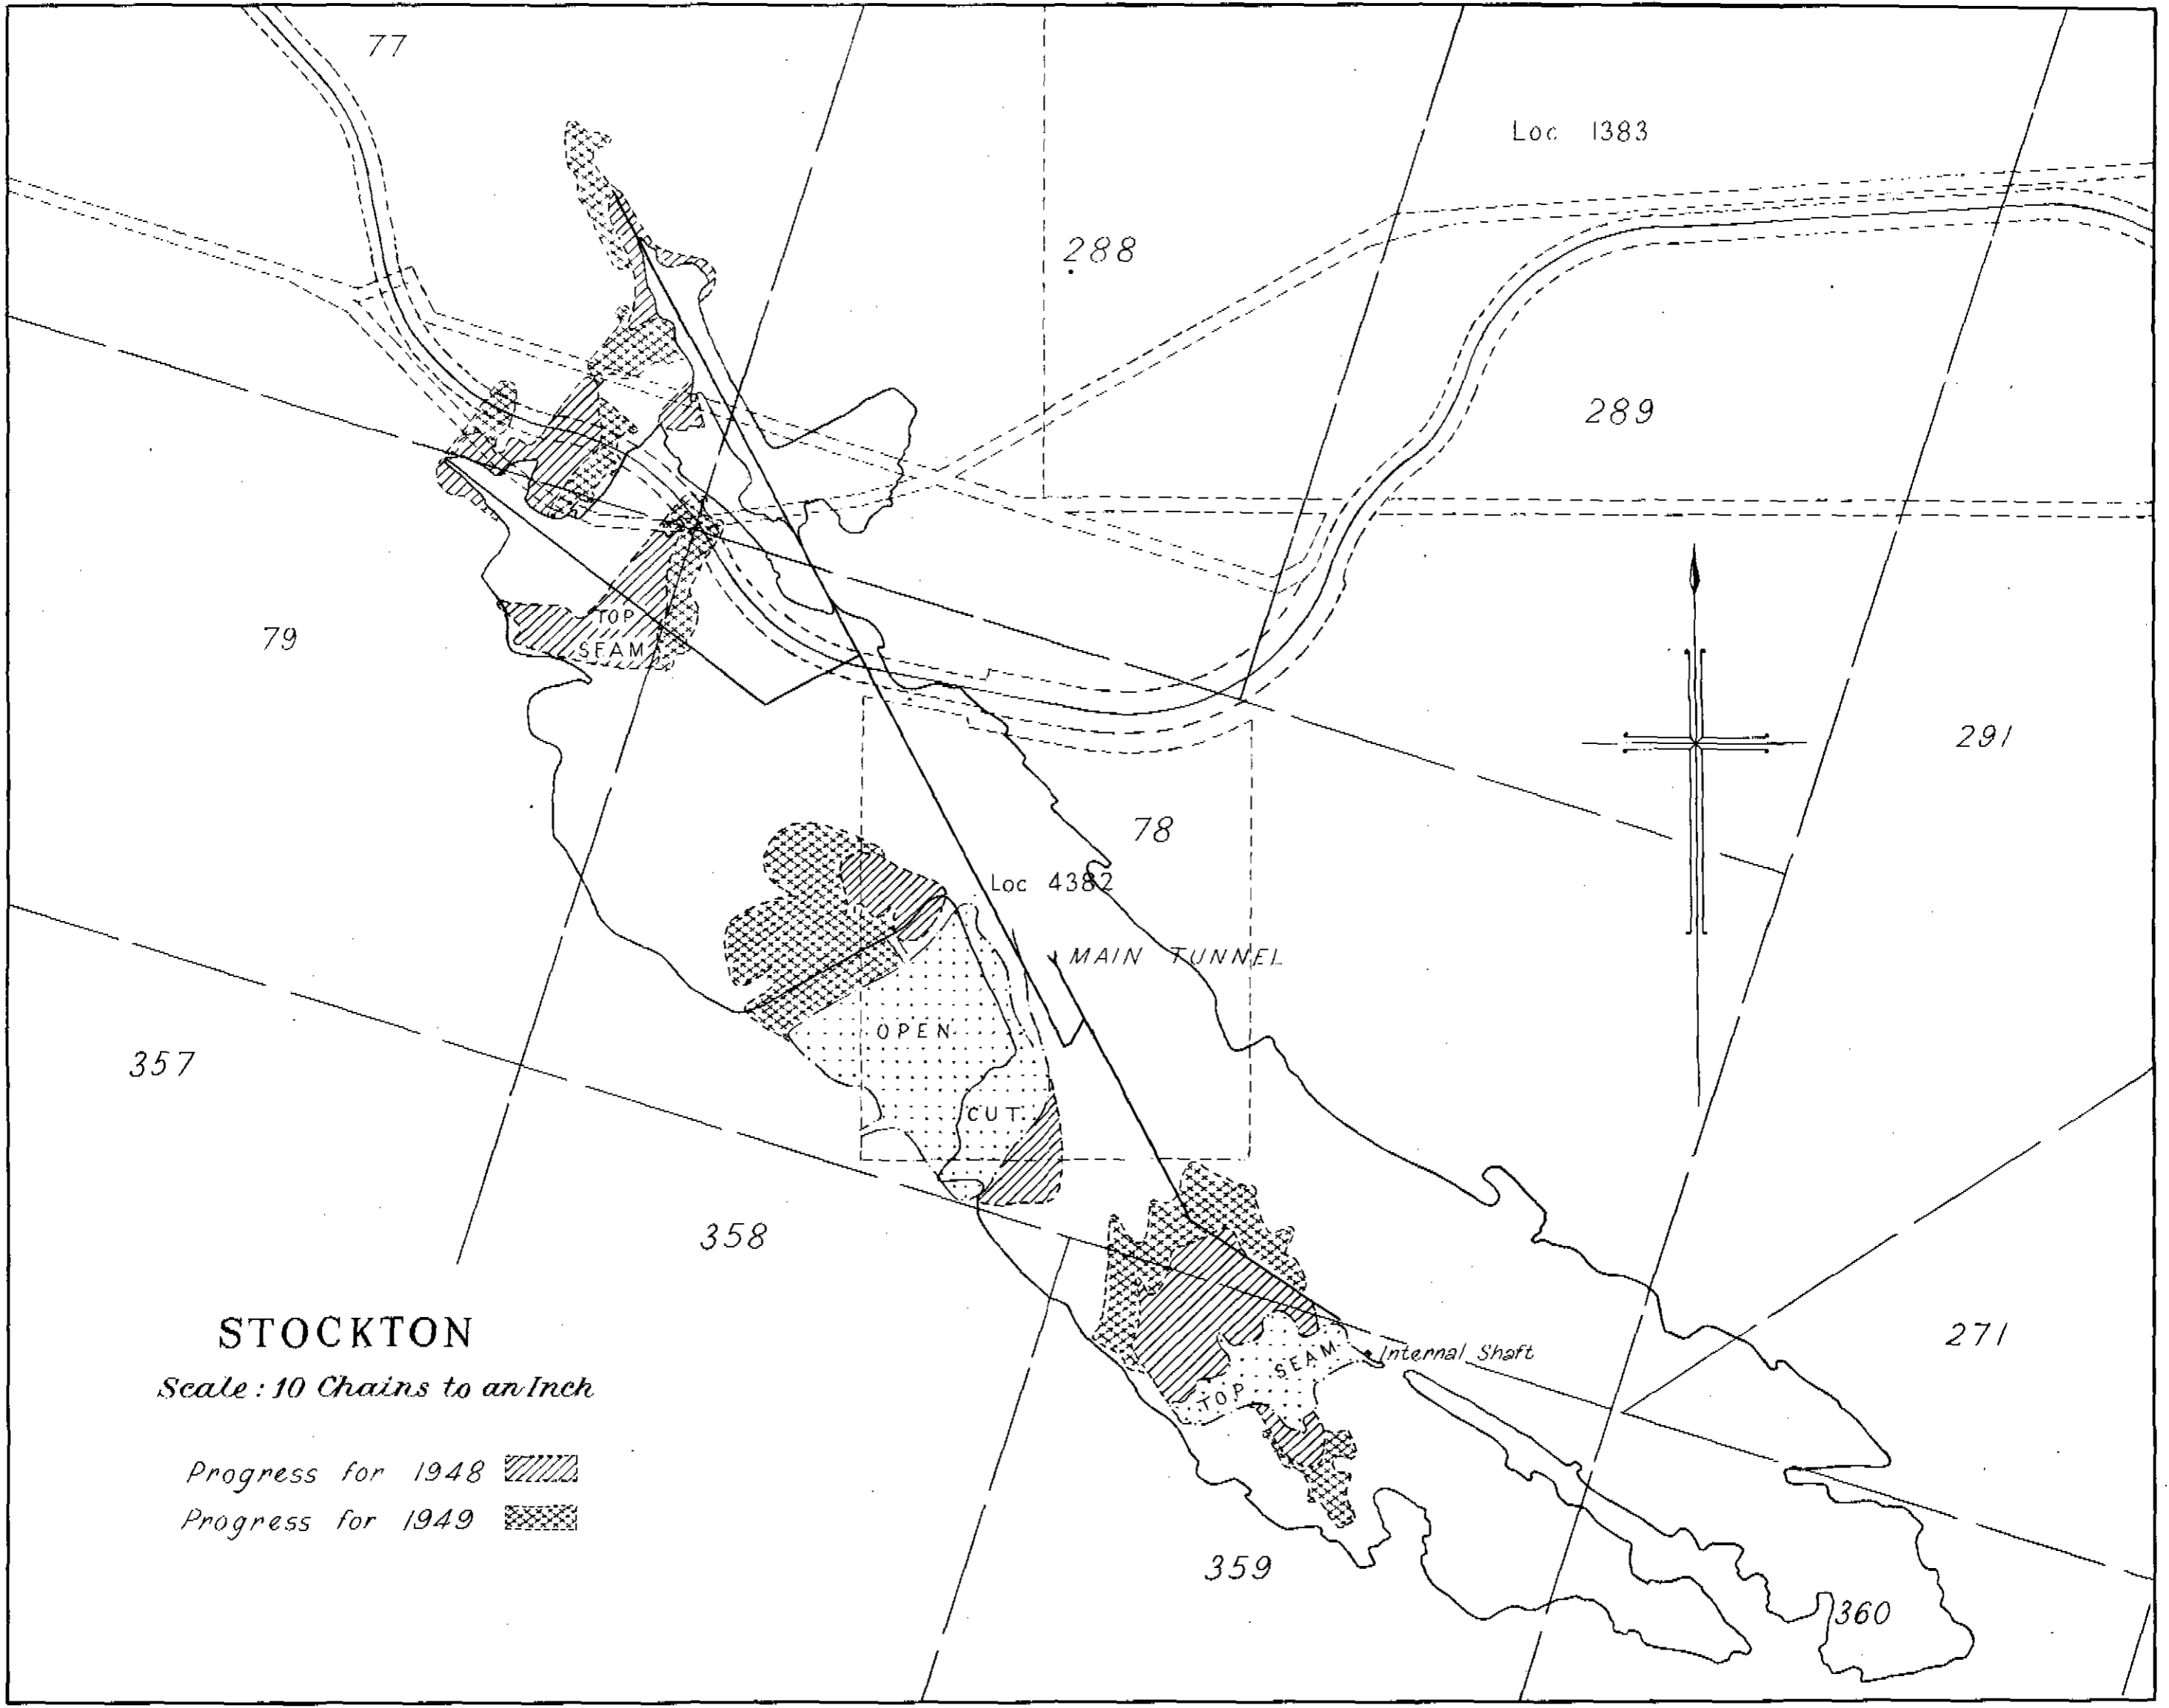 77
Loc 1383
288
289
79
TOP
SEAM
291
78
Loc 4382
MAIN TUNNEL
OPEN
CUT
357
358
STOCKTON
Scale: 10 Chains to an Inch
Progress for 1948
Progress for 1949
271
Internal Shaft
SEAM
TOP
359
360